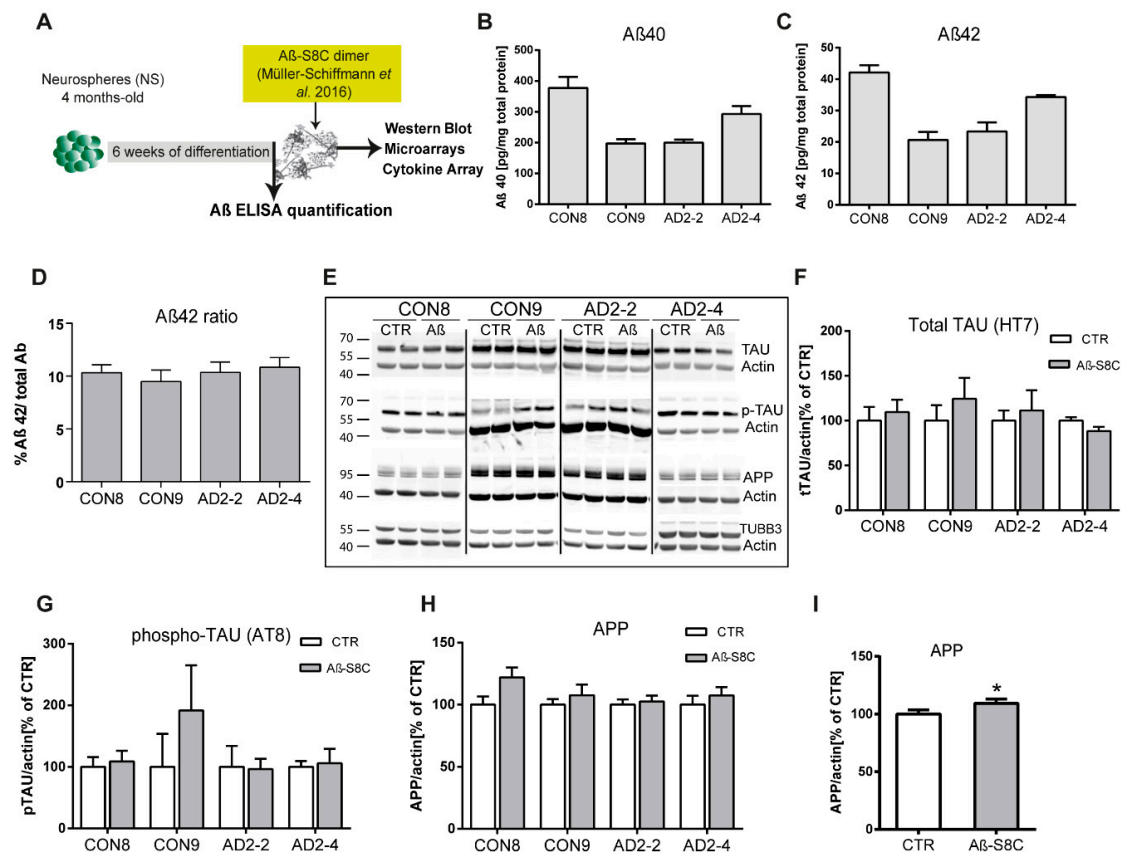 A
Neurospheres (NS)
4 months-old
Aß-S8C dimer
(Müller-Schiffmann et
al. 2016)
6 weeks of differentiation
Western Blot
Microarrays
Cytokine Array
Aß ELISA quantification
B
Aß40
Aß 40 [pg/mg total protein]
500
400
300
200
100
0
CON8 CON9 AD2-2 AD2-4
C
Aß42
Aß 42 [pg/mg total protein]
60
40
30
20
10
0
CON8 CON9 AD2-2 AD2-4
D
Aß42 ratio
% Aß 42/ total Ab
15
10
5
0
CON8 CON9 AD2-2 AD2-4
E
CON8 CON9 AD2-2 AD2-4
CTR Aß CTR Aß CTR Aß CTR Aß
70
55
40
TAU
Actin
70
55
40
p-TAU
Actin
95
40
APP
Actin
55
40
TUBB3
Actin
F
Total TAU (HT7)
CTR
Aß-S8C
tTAU/actin[% of CTR]
200
150
100
50
0
CON8 CON9 AD2-2 AD2-4
G
phospho-TAU (AT8)
CTR
Aß-S8C
pTAU/actin[% of CTR]
300
200
100
0
CON8 CON9 AD2-2 AD2-4
H
APP
CTR
Aß-S8C
APP/actin[% of CTR]
150
100
50
0
CON8 CON9 AD2-2 AD2-4
I
APP
*
APP/actin[% of CTR]
150
100
50
0
CTR Aß-S8C